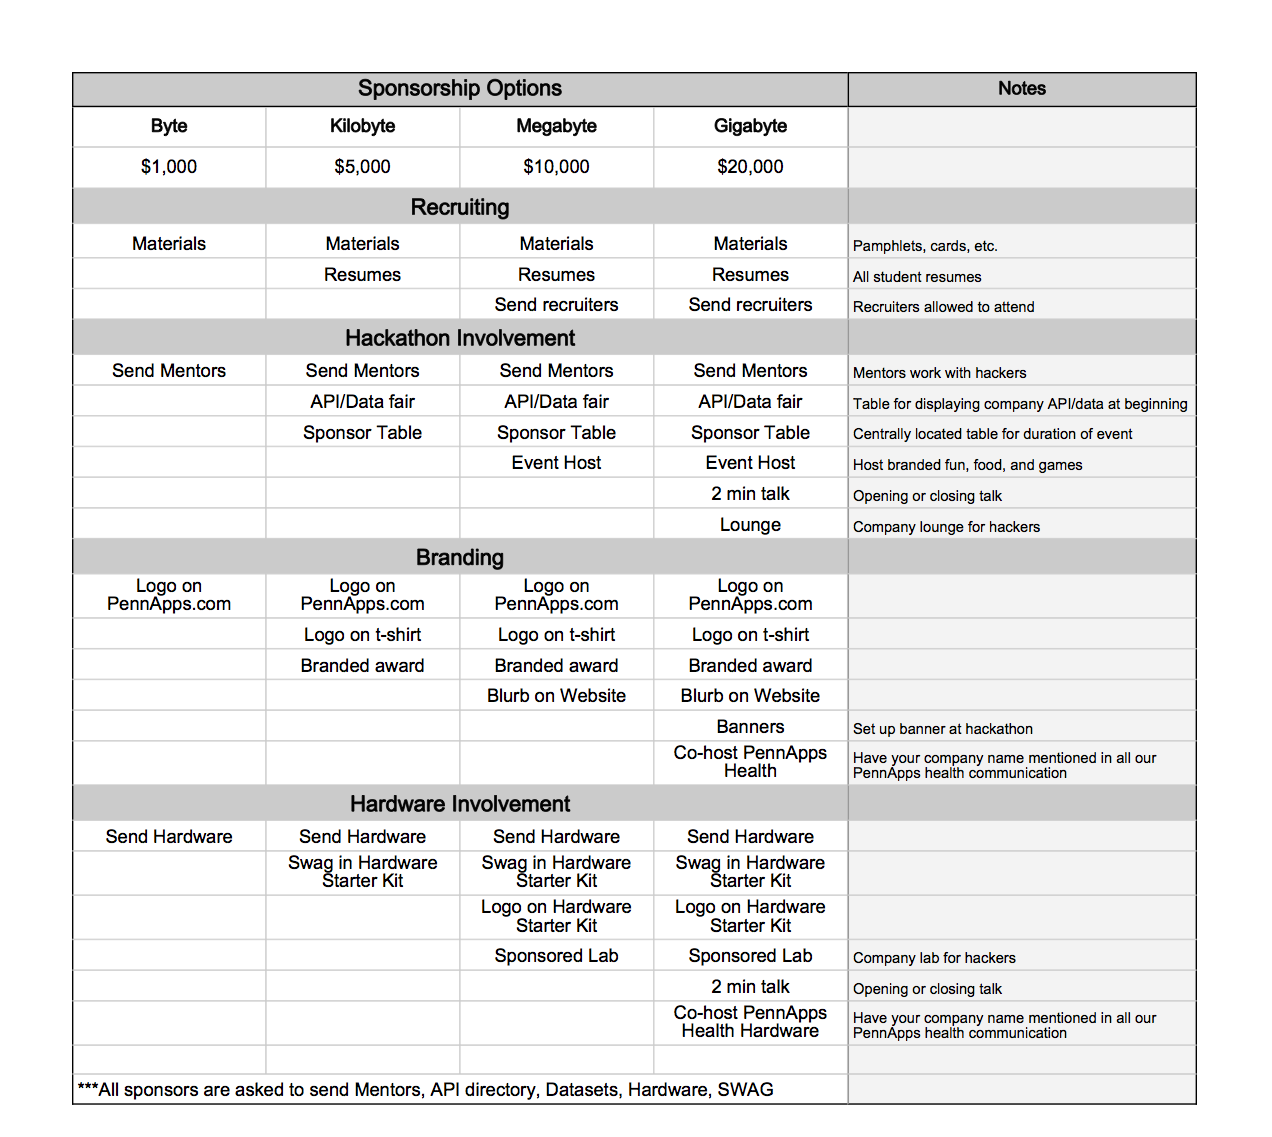 Sponsorship Options Notes
Byte Kilobyte Megabyte Gigabyte
$1,000 $5,000 $10,000 $20,000
Recruiting
Materials Materials Materials Materials Pamphlets, cards, etc.
Resumes Resumes Resumes All student resumes
Send recruiters Send recruiters Recruiters allowed to attend
Hackathon Involvement
Send Mentors Send Mentors Send Mentors Send Mentors Mentors work with hackers
API/Data fair API/Data fair API/Data fair Table for displaying company API/data at beginning
Sponsor Table Sponsor Table Sponsor Table Centrally located table for duration of event
Event Host Event Host Host branded fun, food, and games
2 min talk Opening or closing talk
Lounge Company lounge for hackers
Branding
Logo on Logo on Logo on Logo on
PennApps.com PennApps.com PennApps.com PennApps.com
Logo on t-shirt Logo on t-shirt Logo on t-shirt
Branded award Branded award Branded award
Blurb on Website Blurb on Website
Banners Set up banner at hackathon
Co-host PennApps Have your company name mentioned in all our
Health PennApps health communication
Hardware Involvement
Send Hardware Send Hardware Send Hardware Send Hardware
Swag in Hardware Swag in Hardware Swag in Hardware
Starter Kit Starter Kit Starter Kit
Logo on Hardware Logo on Hardware
Starter Kit Starter Kit
Sponsored Lab Sponsored Lab Company lab for hackers
2 min talk Opening or closing talk
Co-host PennApps Have your company name mentioned in all our
Health Hardware PennApps health communication
***All sponsors are asked to send Mentors, API directory, Datasets, Hardware, SWAG